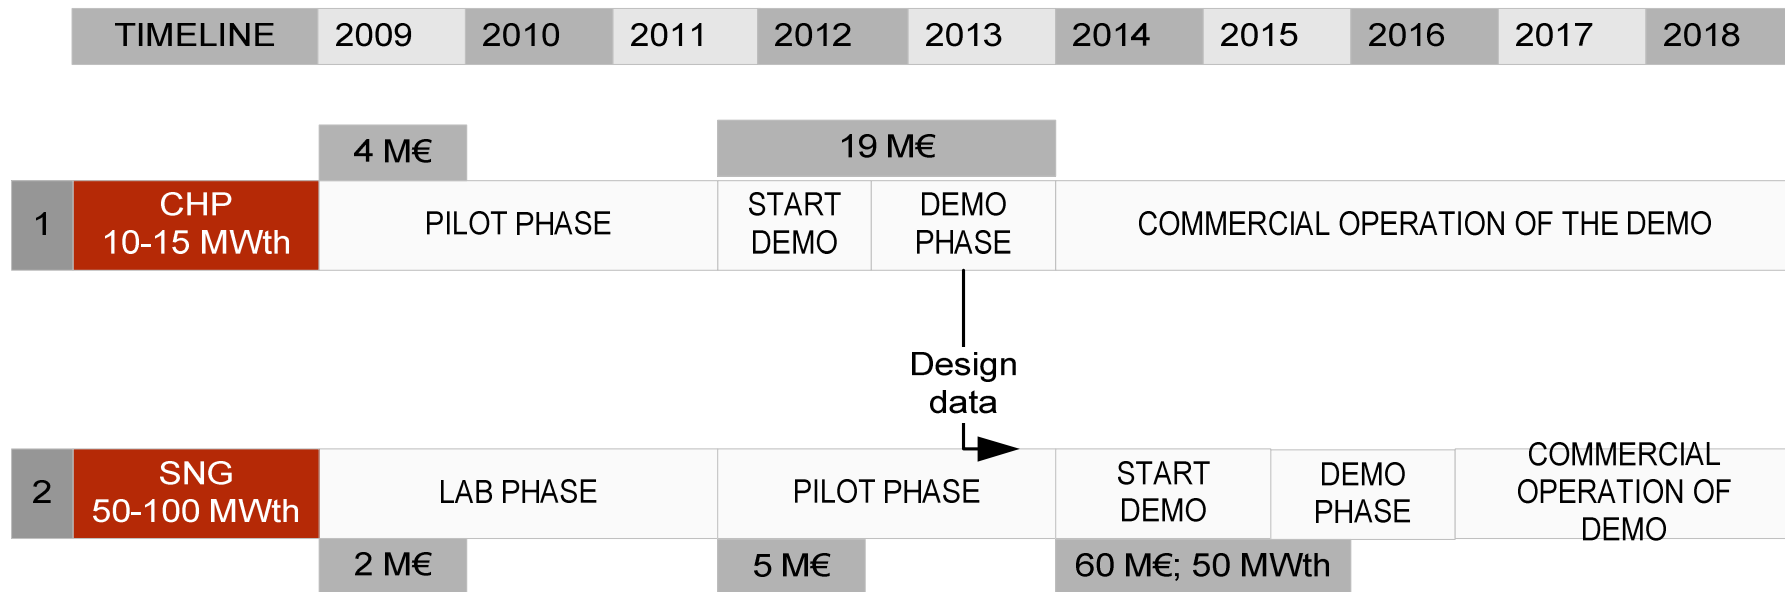 TIMELINE 2009 2010 2011 2012 2013 2014 2015 2016 2017 2018
4 M€
19 M€
1
CHP
10-15 MWth
PILOT PHASE
START
DEMO
DEMO
PHASE
COMMERCIAL OPERATION OF THE DEMO
Design
data
2
SNG
50-100 MWth
LAB PHASE
PILOT PHASE
START
DEMO
DEMO
PHASE
COMMERCIAL
OPERATION OF
DEMO
2 M€
5 M€
60 M€; 50 MWth